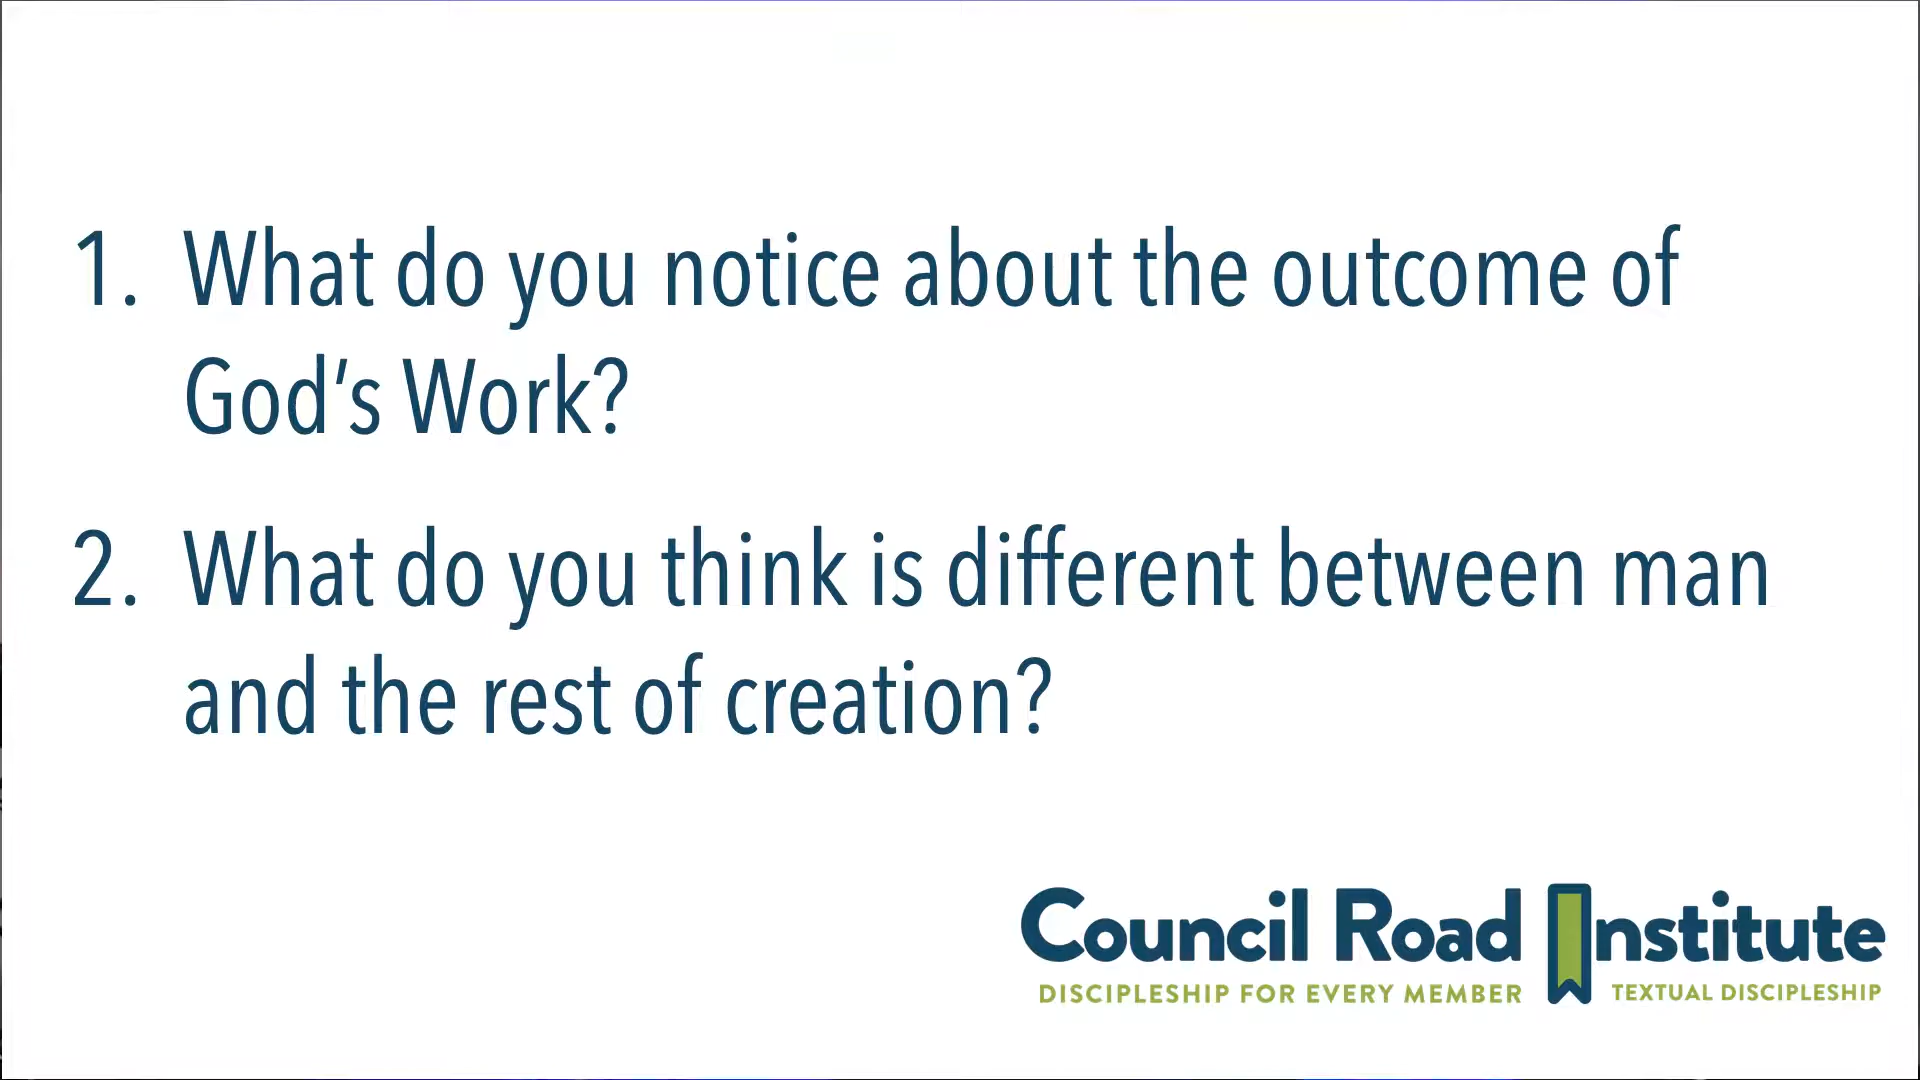 1. What do you notice about the outcome of
God's Work?
2. What do you think is different between man
and the rest of creation?
Council Road Institute
DISCIPLESHIP FOR EVERY MEMBER TEXTUAL DISCIPLESHIP